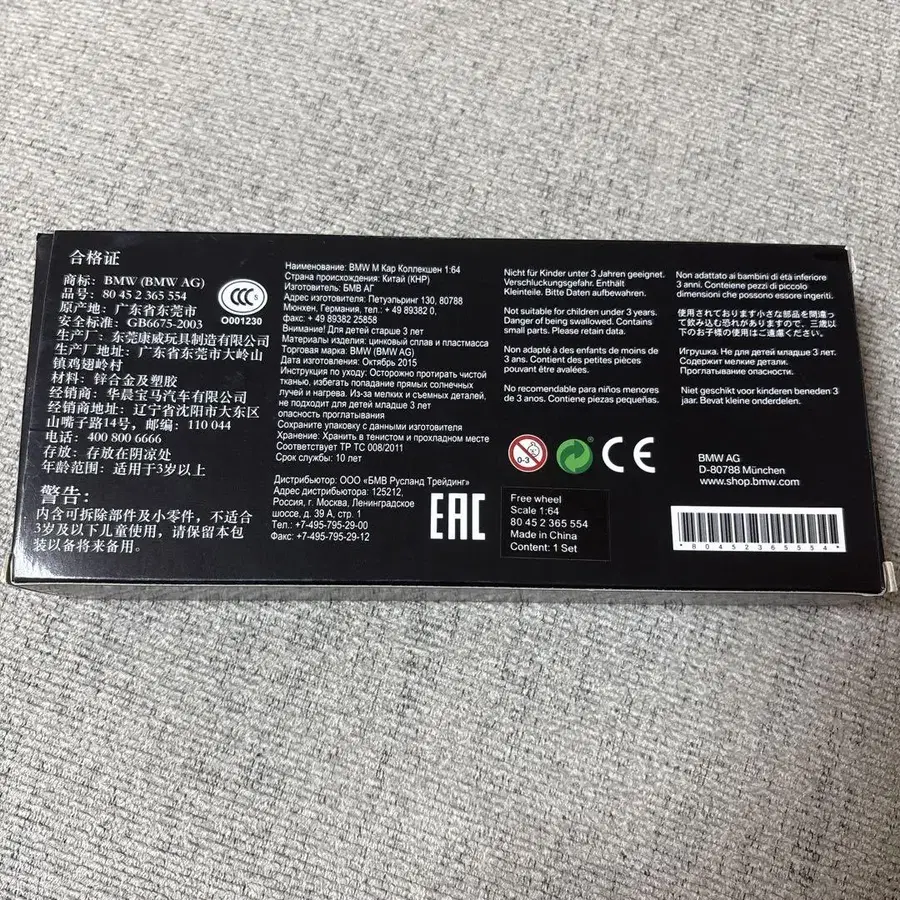 合格证
商标: BMW (BMW AG)
品号: 80 45 2 365 554
原产地: 广东省东莞市
安全标准: GB6675-2003
生产厂: 东莞康威玩具制造有限公司
生产厂地址: 广东省东莞市大岭山
镇鸡翅岭村
材料: 锌合金及塑胶
经销商: 华晨宝马汽车有限公司
经销商地址: 辽宁省沈阳市大东区
山嘴子路14号, 邮编: 110 044
电话: 400 800 6666
存放: 存放在阴凉处
年龄范围: 适用于3岁以上
警告:
内含可拆除部件及小零件, 不适合
3岁及以下儿童使用, 请保留本包
装以备将来备用。
CCC S
O001230
Наименование: BMW M Кар Коллекшен 1:64
Страна происхождения: Китай (КНР)
Изготовитель: БМВ АГ
Адрес изготовителя: Петуэльринг 130, 80788
Мюнхен, Германия, тел.: + 49 89382 0,
факс.: + 49 89382 25858
Внимание! Для детей старше 3 лет
Материалы изделия: цинковый сплав и пластмасса
Торговая марка: BMW (BMW AG)
Дата изготовления: Октябрь 2015
Инструкция по уходу: Осторожно протирать чистой
тканью, избегать попадания прямых солнечных
лучей и нагрева. Из-за мелких и съемных деталей,
не подходит для детей младше 3 лет
опасность проглатывания
Сохраните упаковку с данными изготовителя
Хранение: Хранить в тенистом и прохладном месте
Соответствует ТР ТС 008/2011
Срок службы: 10 лет
Дистрибьютор: ООО «БМВ Русланд Трейдинг»
Адрес дистрибьютора: 125212,
Россия, г. Москва, Ленинградское
шоссе, д. 39 А, стр. 1
Тел.: +7-495-795-29-00
Факс: +7-495-795-29-12
EAC
Nicht für Kinder unter 3 Jahren geeignet.
Verschluckungsgefahr. Enthält
Kleinteile. Bitte Daten aufbewahren.
Not suitable for children under 3 years.
Danger of being swallowed. Contains
small parts. Please retain data.
Non adapté à des enfants de moins de
3 ans. Contient des petites pièces
pouvant être avalées.
No recomendable para niños menores
de 3 anos. Contiene piezas pequeñas.
0-3
CE
Free wheel
Scale 1:64
80 45 2 365 554
Made in China
Content: 1 Set
Non adattato ai bambini di étà inferiore
3 anni. Contiene pezzi di piccolo
dimensioni che possono essere ingeriti.
使用されております小さな部品を間違っ
て飲み込む恐れがありますので、三歳以
下のお子様の使用はご遠慮ください。
Игрушка. Не для детей младше 3 лет.
Содержит мелкие детали.
Проглатывание опасно.
Niet geschikt voor kinderen beneden 3
jaar. Bevat kleine onderdelen.
BMW AG
D-80788 München
www.shop.bmw.com
*80452365554*